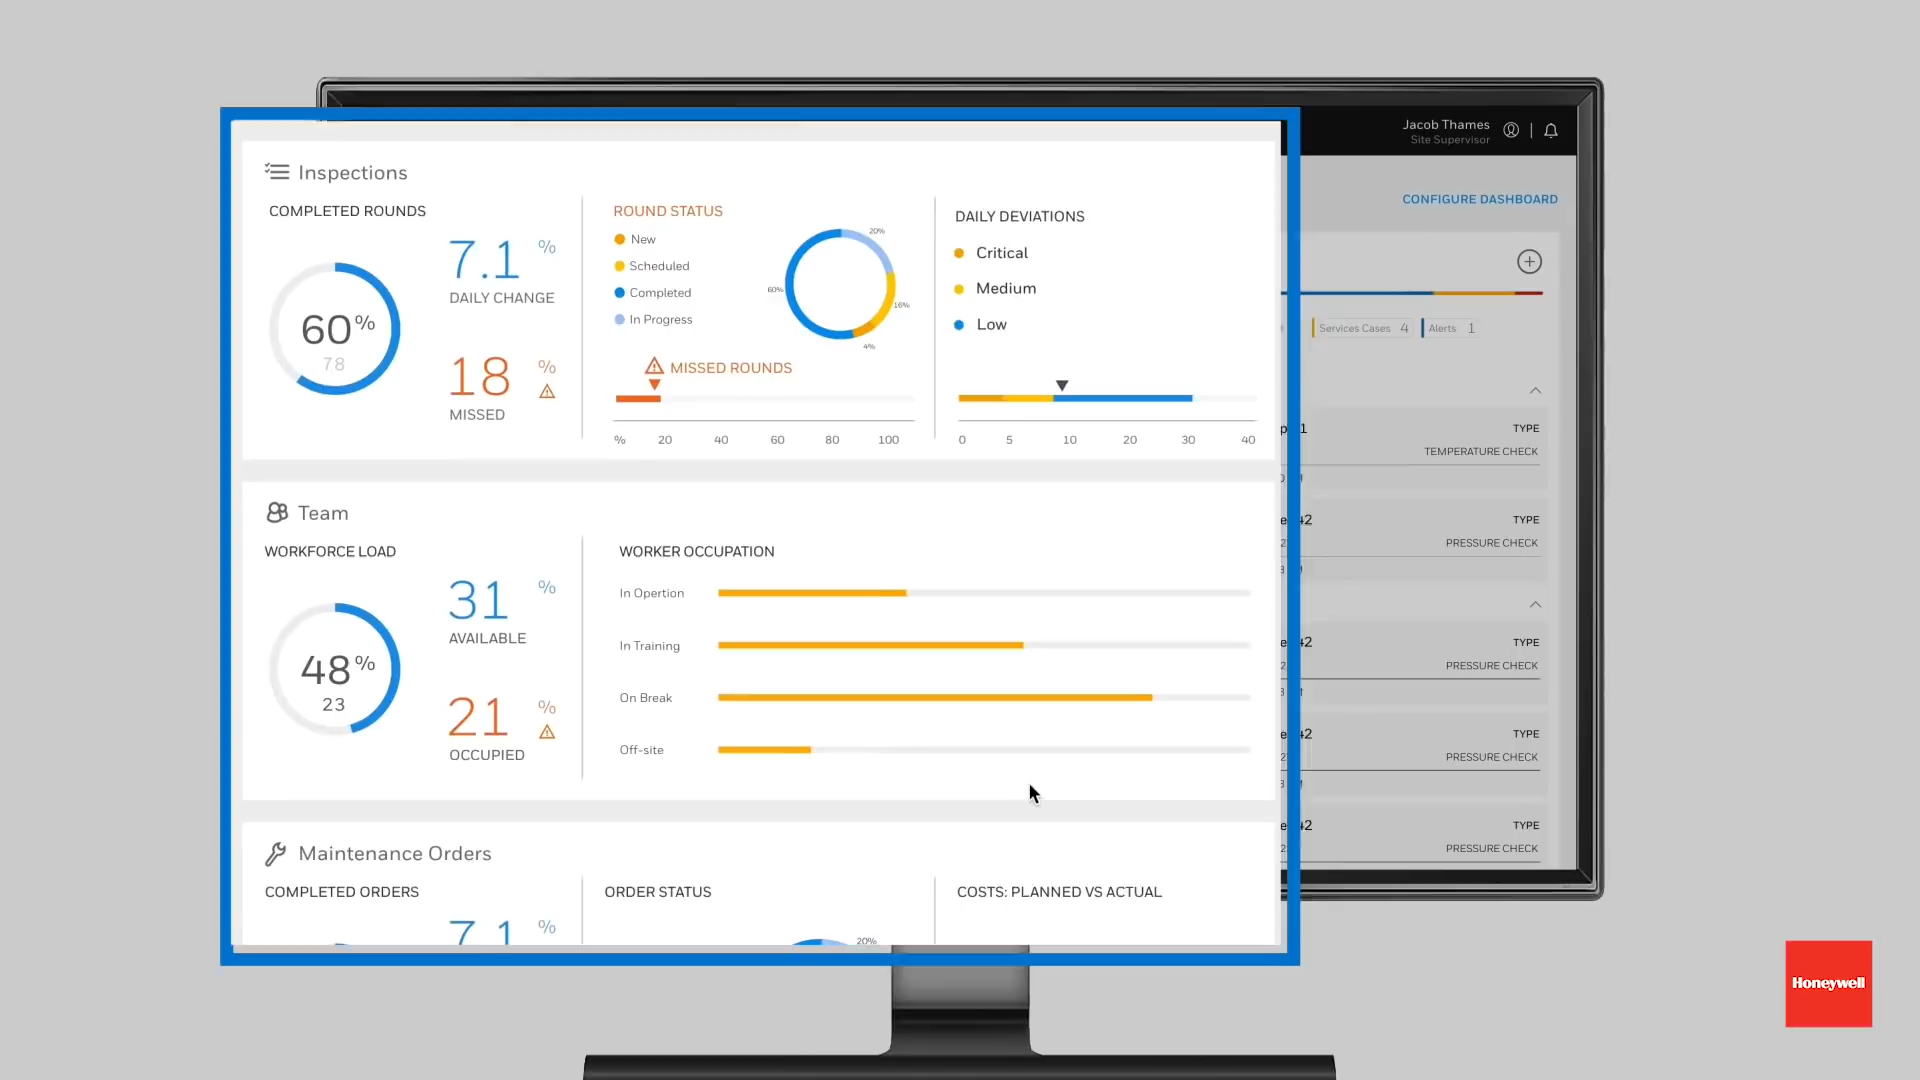 Jacob Thames
Site Supervisor
CONFIGURE DASHBOARD
Inspections
COMPLETED ROUNDS
60%
78
7.1 %
DAILY CHANGE
18 %
MISSED
ROUND STATUS
New
Scheduled
Completed
In Progress
20%
60%
16%
4%
MISSED ROUNDS
% 20 40 60 80 100
DAILY DEVIATIONS
Critical
Medium
Low
0 5 10 20 30 40
Services Cases 4
Alerts 1
Team
WORKFORCE LOAD
48%
23
31 %
AVAILABLE
21 %
OCCUPIED
WORKER OCCUPATION
In Opertion
In Training
On Break
Off-site
Maintenance Orders
COMPLETED ORDERS
7.1 %
ORDER STATUS
20%
COSTS: PLANNED VS ACTUAL
TYPE
TEMPERATURE CHECK
TYPE
PRESSURE CHECK
TYPE
PRESSURE CHECK
TYPE
PRESSURE CHECK
TYPE
PRESSURE CHECK
Honeywell